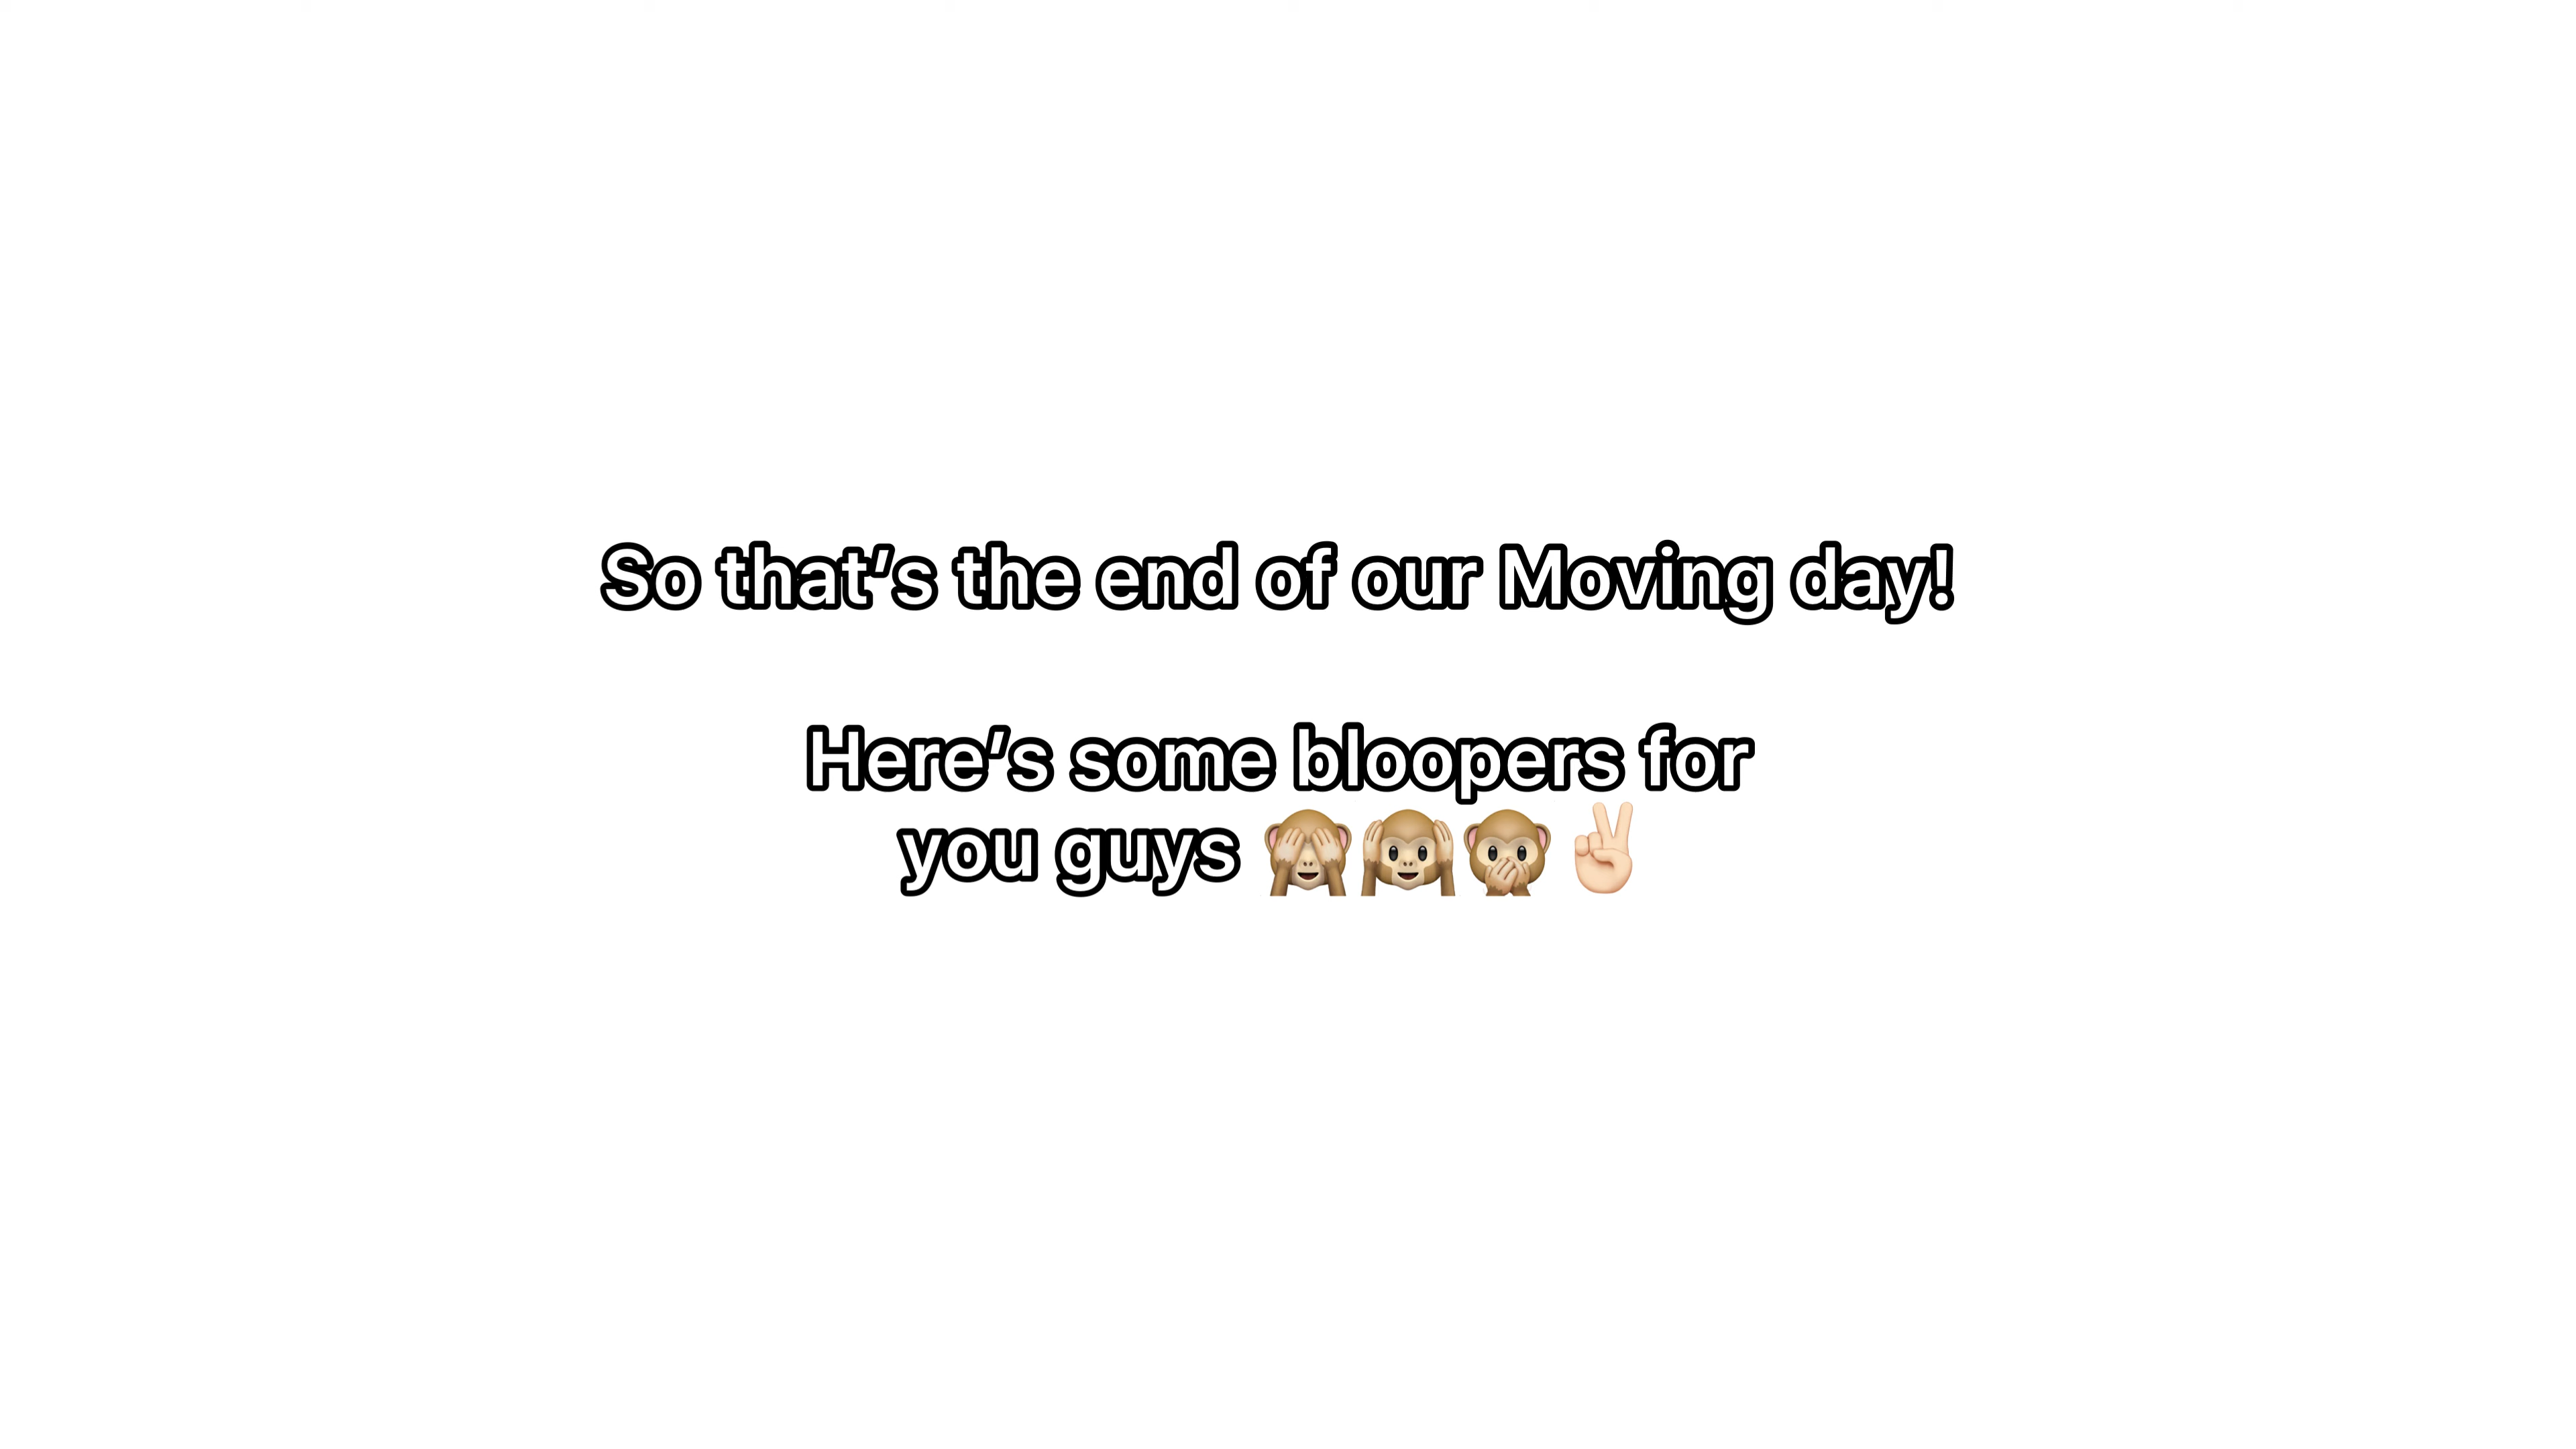 So that’s the end of our Moving day!
Here’s some bloopers for
you guys 🙈🙉🙊✌🏻